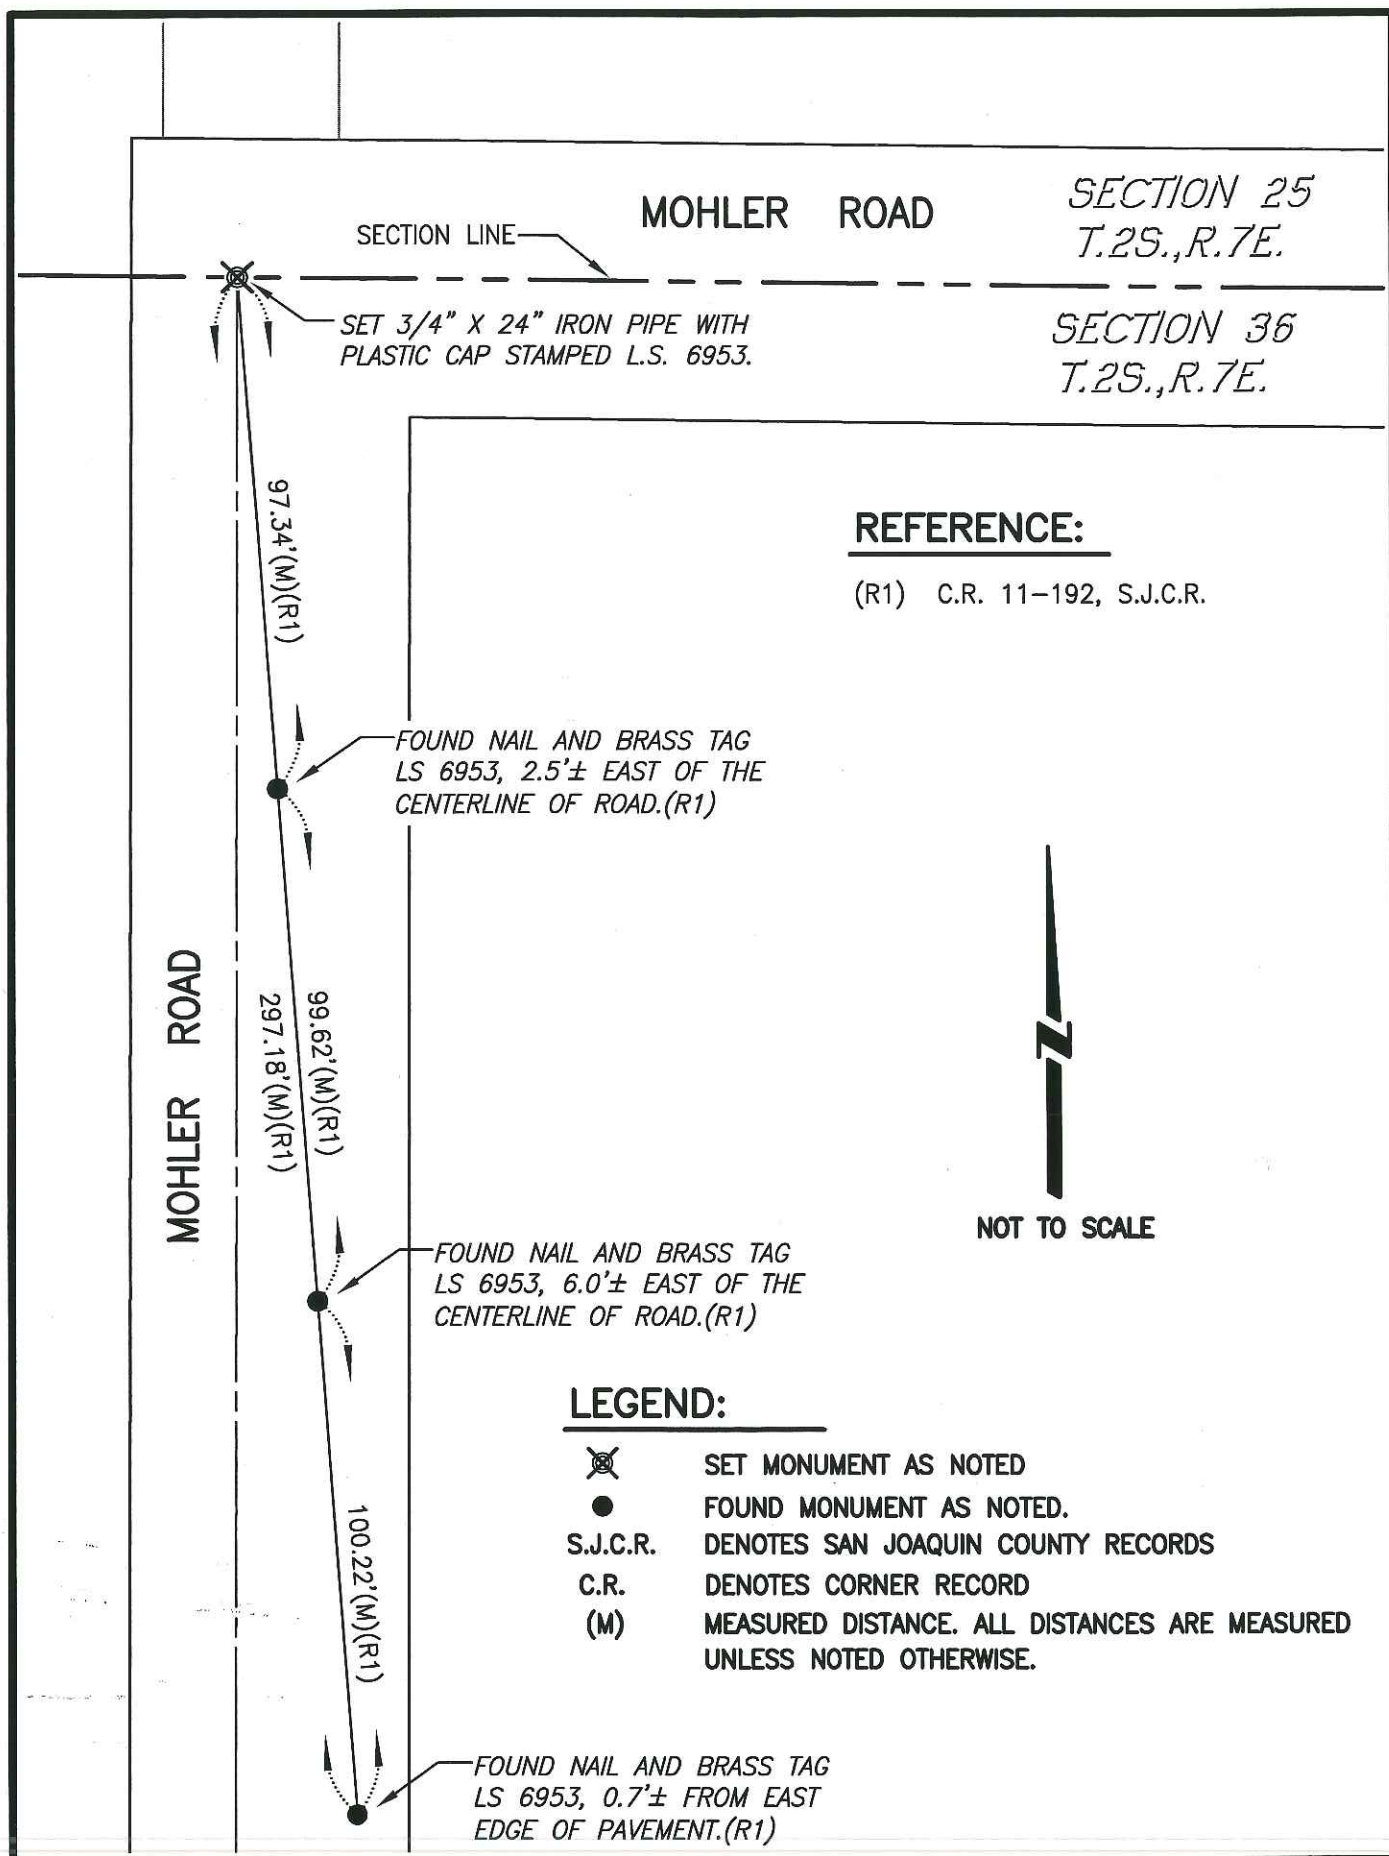 MOHLER ROAD
SECTION 25
T.2S.,R.7E.
SECTION LINE
SET 3/4" X 24" IRON PIPE WITH
PLASTIC CAP STAMPED L.S. 6953.
SECTION 36
T.2S.,R.7E.
97.34'(M)(R1)
REFERENCE:
(R1) C.R. 11-192, S.J.C.R.
FOUND NAIL AND BRASS TAG
LS 6953, 2.5'± EAST OF THE
CENTERLINE OF ROAD.(R1)
MOHLER ROAD
99.62'(M)(R1)
297.18'(M)(R1)
N
NOT TO SCALE
FOUND NAIL AND BRASS TAG
LS 6953, 6.0'± EAST OF THE
CENTERLINE OF ROAD.(R1)
LEGEND:
SET MONUMENT AS NOTED
FOUND MONUMENT AS NOTED.
S.J.C.R. DENOTES SAN JOAQUIN COUNTY RECORDS
C.R. DENOTES CORNER RECORD
(M) MEASURED DISTANCE. ALL DISTANCES ARE MEASURED
UNLESS NOTED OTHERWISE.
100.22'(M)(R1)
FOUND NAIL AND BRASS TAG
LS 6953, 0.7'± FROM EAST
EDGE OF PAVEMENT.(R1)